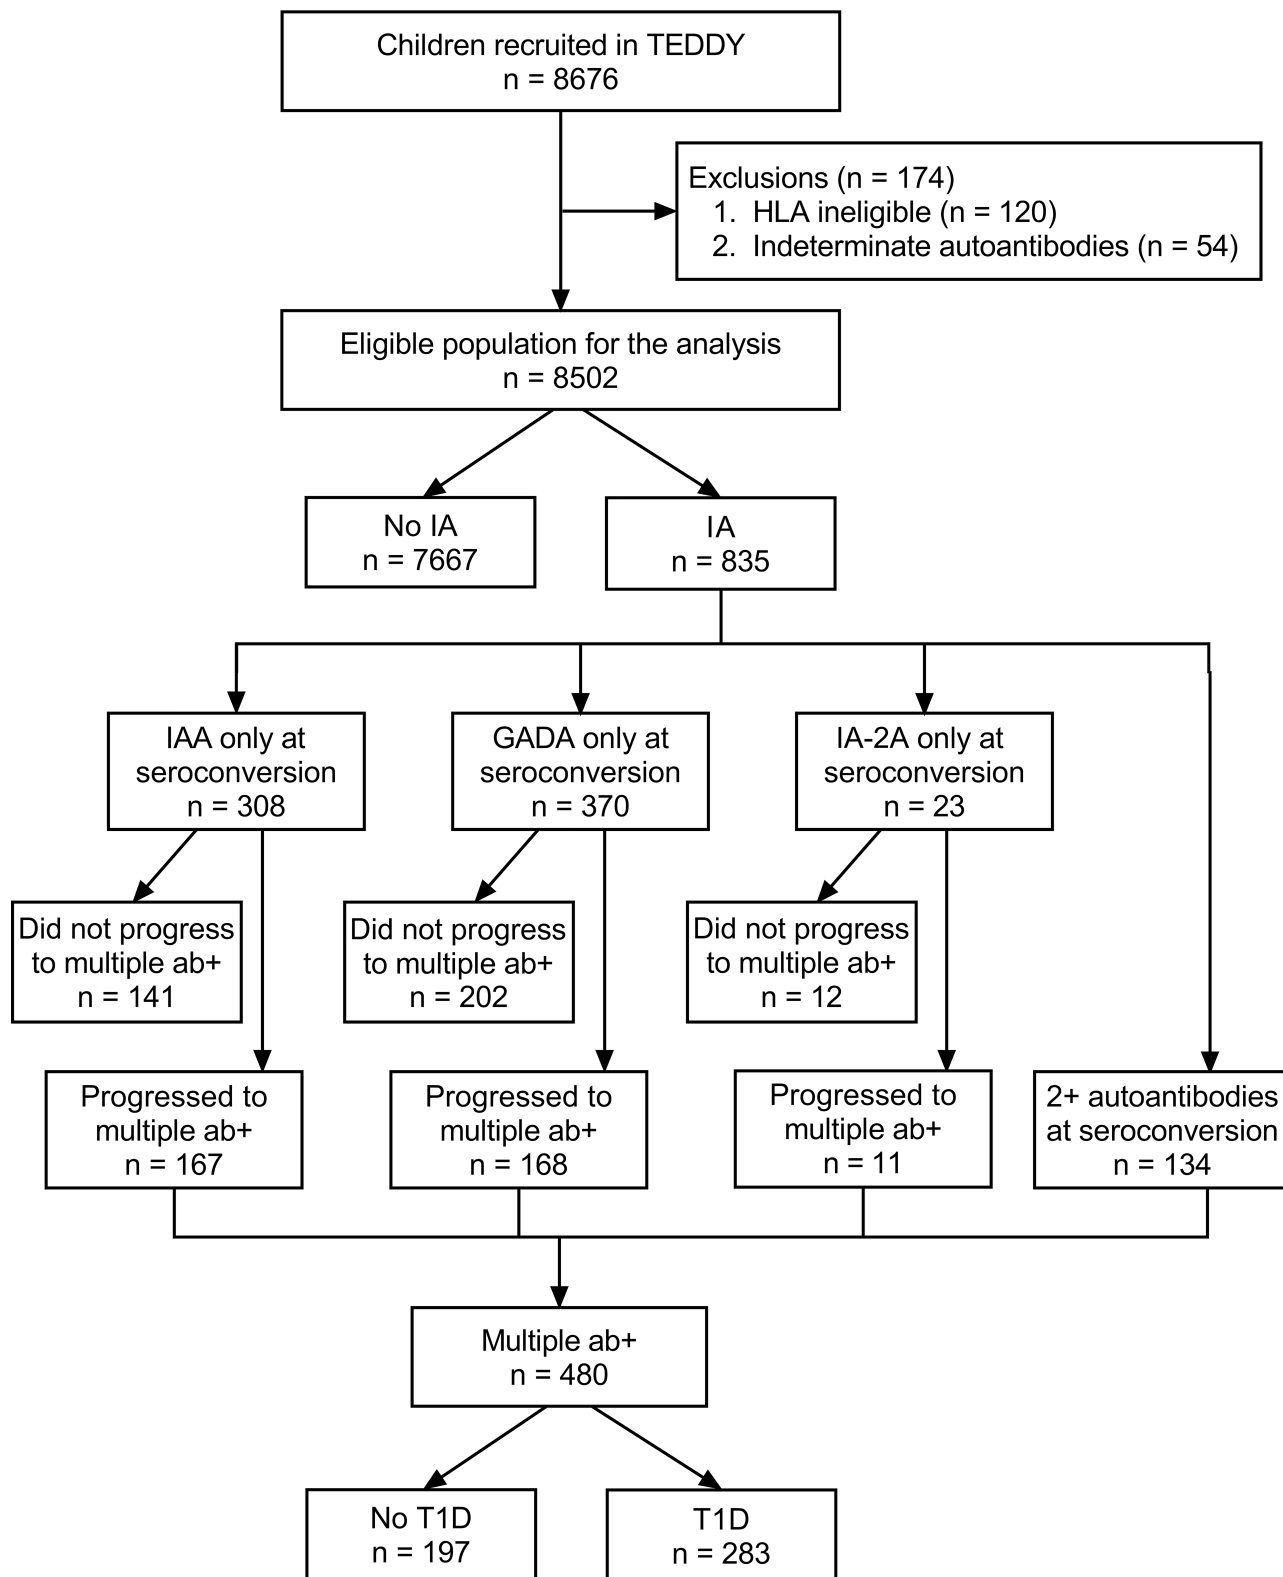 Children recruited in TEDDY
n = 8676
Exclusions (n = 174)
1. HLA ineligible (n = 120)
2. Indeterminate autoantibodies (n = 54)
Eligible population for the analysis
n = 8502
No IA
n = 7667
IA
n = 835
IAA only at
seroconversion
n = 308
GADA only at
seroconversion
n = 370
IA-2A only at
seroconversion
n = 23
Did not progress
to multiple ab+
n = 141
Did not progress
to multiple ab+
n = 202
Did not progress
to multiple ab+
n = 12
Progressed to
multiple ab+
n = 167
Progressed to
multiple ab+
n = 168
Progressed to
multiple ab+
n = 11
2+ autoantibodies
at seroconversion
n = 134
Multiple ab+
n = 480
No T1D
n = 197
T1D
n = 283